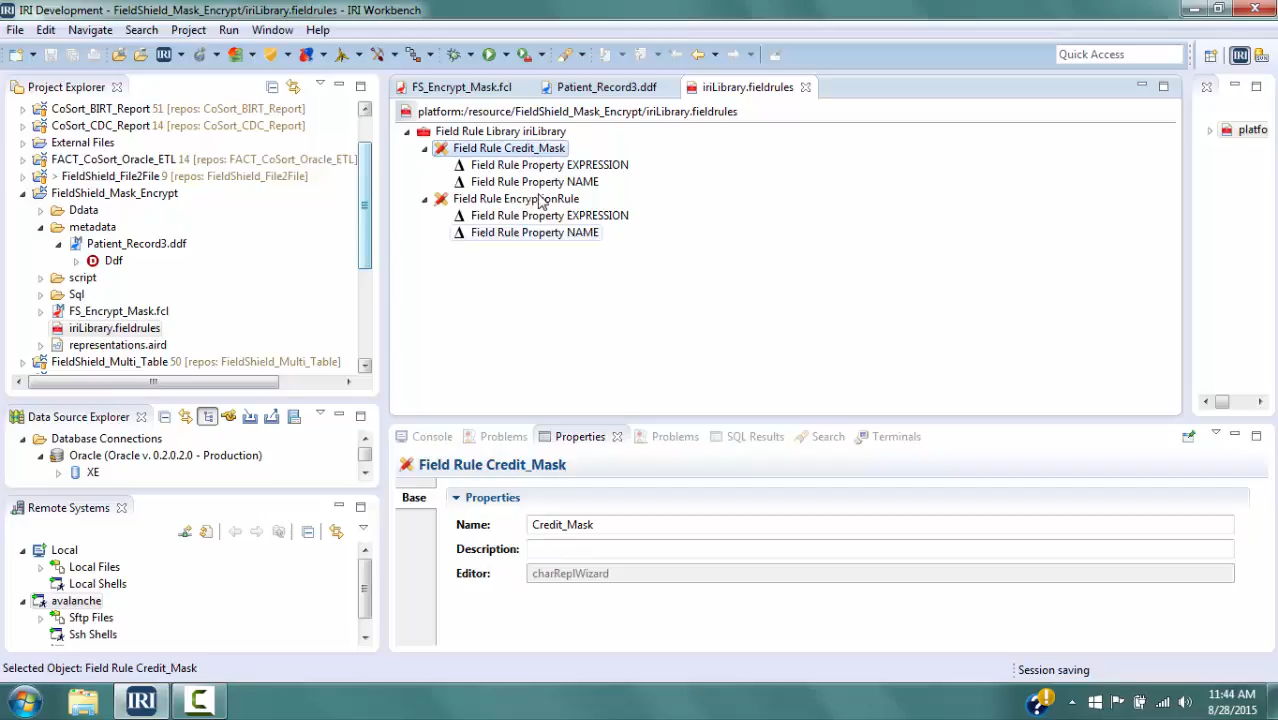 IRI Development - FieldShield_Mask_Encrypt/iriLibrary.fieldrules - IRI Workbench
File Edit Navigate Search Project Run Window Help
IRI
Quick Access
IRI
Project Explorer
CoSort_BIRT_Report 51 [repos: CoSort_BIRT_Report]
CoSort_CDC_Report 14 [repos: CoSort_CDC_Report]
External Files
FACT_CoSort_Oracle_ETL 14 [repos: FACT_CoSort_Oracle_ETL]
> FieldShield_File2File [repos: FieldShield_File2File]
FieldShield_Mask_Encrypt
Ddata
metadata
Patient_Record3.ddf
Ddf
script
Sql
FS_Encrypt_Mask.fcl
iriLibrary.fieldrules
representations.aird
FieldShield_Multi_Table 50 [repos: FieldShield_Multi_Table]
FS_Encrypt_Mask.fcl
Patient_Record3.ddf
iriLibrary.fieldrules
platform:/resource/FieldShield_Mask_Encrypt/iriLibrary.fieldrules
Field Rule Library iriLibrary
Field Rule Credit_Mask
Field Rule Property EXPRESSION
Field Rule Property NAME
Field Rule EncryptionRule
Field Rule Property EXPRESSION
Field Rule Property NAME
platfo
Data Source Explorer
Database Connections
Oracle (Oracle v. 0.2.0.2.0 - Production)
XE
Remote Systems
Local
Local Files
Local Shells
avalanche
Sftp Files
Ssh Shells
Console Problems Properties Problems SQL Results Search Terminals
Field Rule Credit_Mask
Base
Properties
Name: Credit_Mask
Description:
Editor: charReplWizard
Selected Object: Field Rule Credit_Mask
Session saving
IRI
11:44 AM
8/28/2015